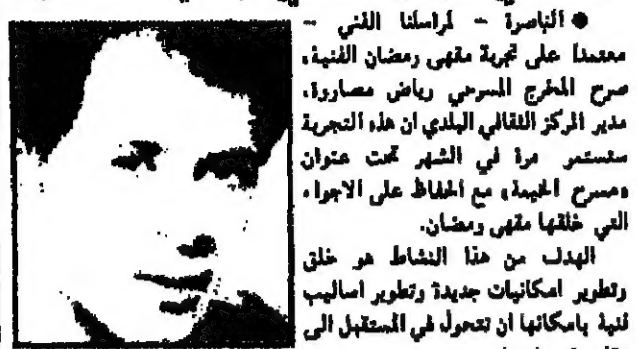 ● الناصرة - لمراسلنا الفني -
معتمدا على تجربة مقهى رمضان الفنية،
صرح المخرج المسرحي رياض مصاروة،
مدير المركز الثقافي البلدي ان هذه التجربة
ستستمر مرة في الشهر تحت عنوان
«مسرح الخيمة» مع الحفاظ على الاجواء
التي خلقها مقهى رمضان.
الهدف من هذا النشاط هو خلق
وتطوير امكانيات جديدة وتطوير اساليب
فنية بامكانها ان تتحول في المستقبل الى